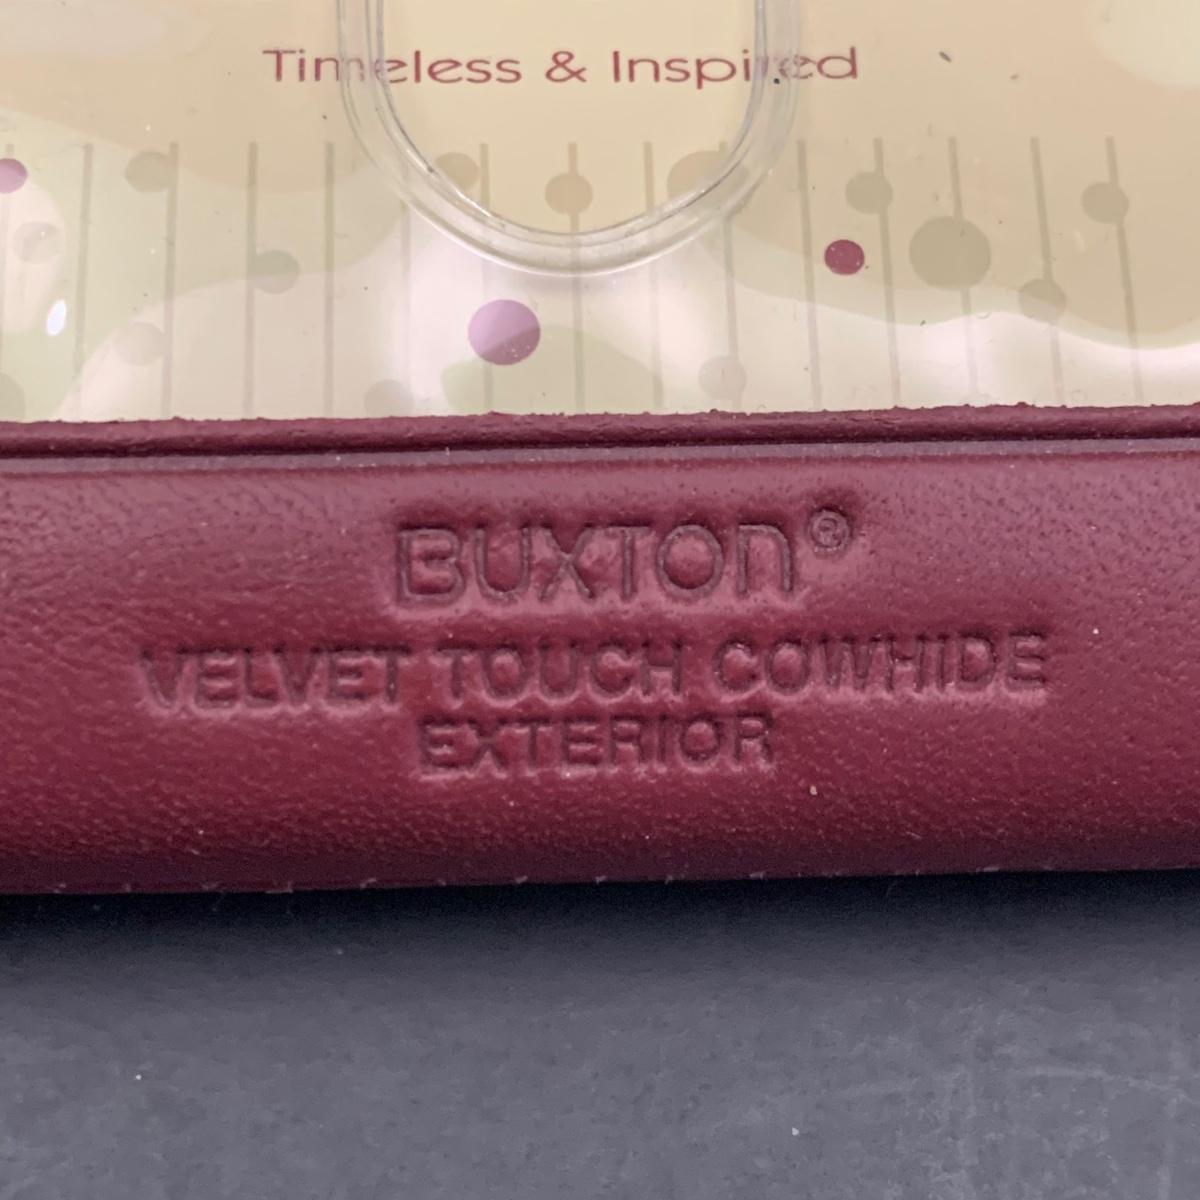 Timeless & Inspired
BUXTON®
VELVET TOUCH COWHIDE
EXTERIOR